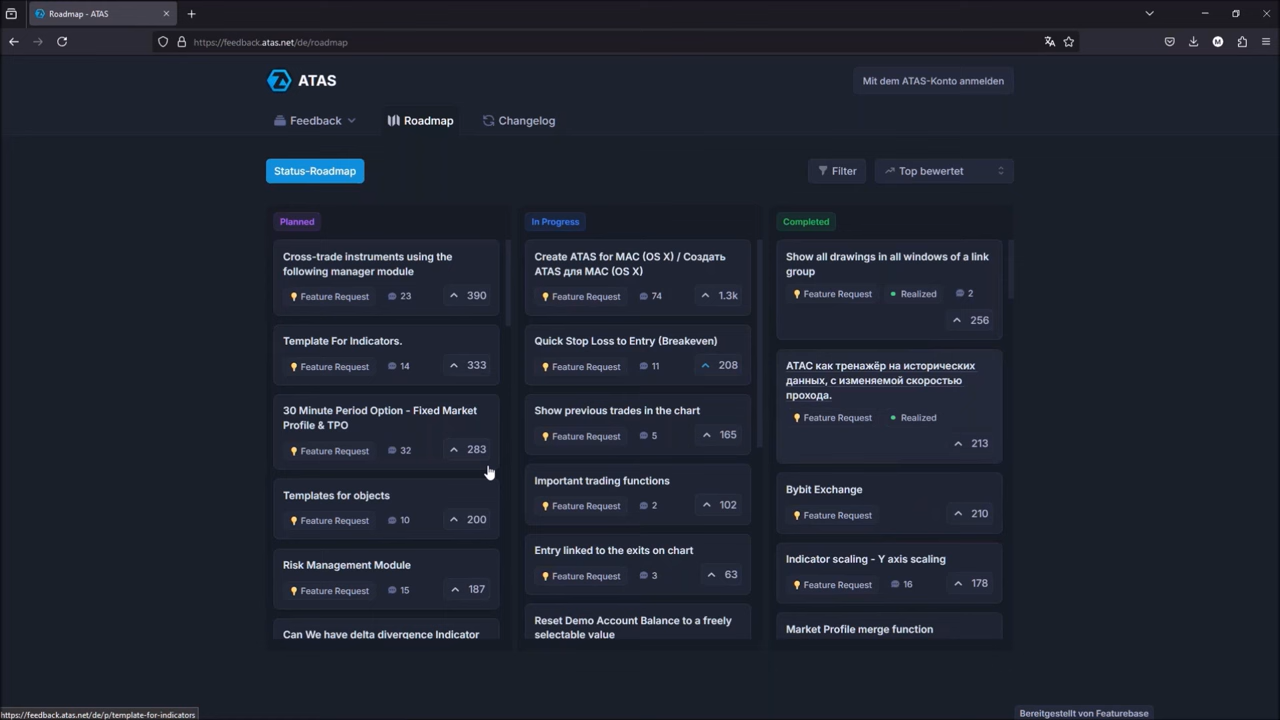 Roadmap - ATAS
https://feedback.atas.net/de/roadmap
M
ATAS
Mit dem ATAS-Konto anmelden
Feedback
Roadmap
Changelog
Status-Roadmap
Filter
Top bewertet
Planned
Cross-trade instruments using the
following manager module
Feature Request
23
390
Template For Indicators.
Feature Request
14
333
30 Minute Period Option - Fixed Market
Profile & TPO
Feature Request
32
283
Templates for objects
Feature Request
10
200
Risk Management Module
Feature Request
15
187
Can We have delta divergence Indicator
In Progress
Create ATAS for MAC (OS X) / Создать
ATAS для MAC (OS X)
Feature Request
74
1.3k
Quick Stop Loss to Entry (Breakeven)
Feature Request
11
208
Show previous trades in the chart
Feature Request
5
165
Important trading functions
Feature Request
2
102
Entry linked to the exits on chart
Feature Request
3
63
Reset Demo Account Balance to a freely
selectable value
Completed
Show all drawings in all windows of a link
group
Feature Request
Realized
2
256
АТАС как тренажёр на исторических
данных, с изменяемой скоростью
прохода.
Feature Request
Realized
213
Bybit Exchange
Feature Request
210
Indicator scaling - Y axis scaling
Feature Request
16
178
Market Profile merge function
https://feedback.atas.net/de/p/template-for-indicators
Bereitgestellt von Featurebase